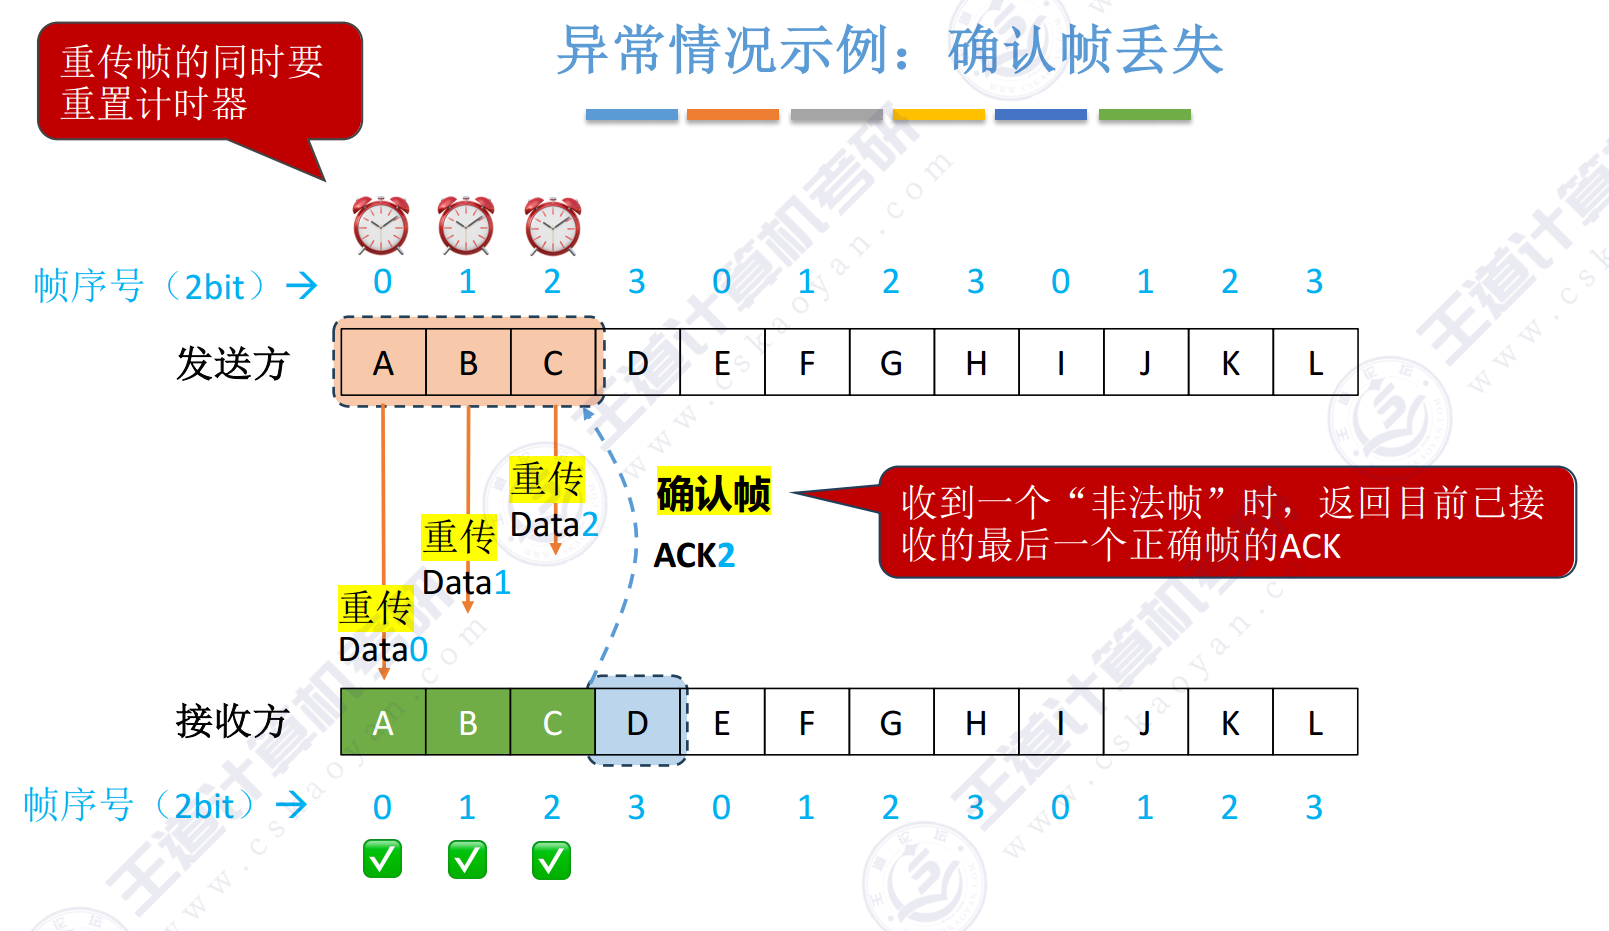 异常情况示例：确认帧丢失
重传帧的同时要
重置计时器
帧序号（2bit）→ 0 1 2 3 0 1 2 3 0 1 2 3
发送方 A B C D E F G H I J K L
重传
Data2
重传
Data1
重传
Data0
确认帧
ACK2
收到一个“非法帧”时，返回目前已接
收的最后一个正确帧的ACK
接收方 A B C D E F G H I J K L
帧序号（2bit）→ 0 1 2 3 0 1 2 3 0 1 2 3
王道计算机考研
www.cskaoyan.com